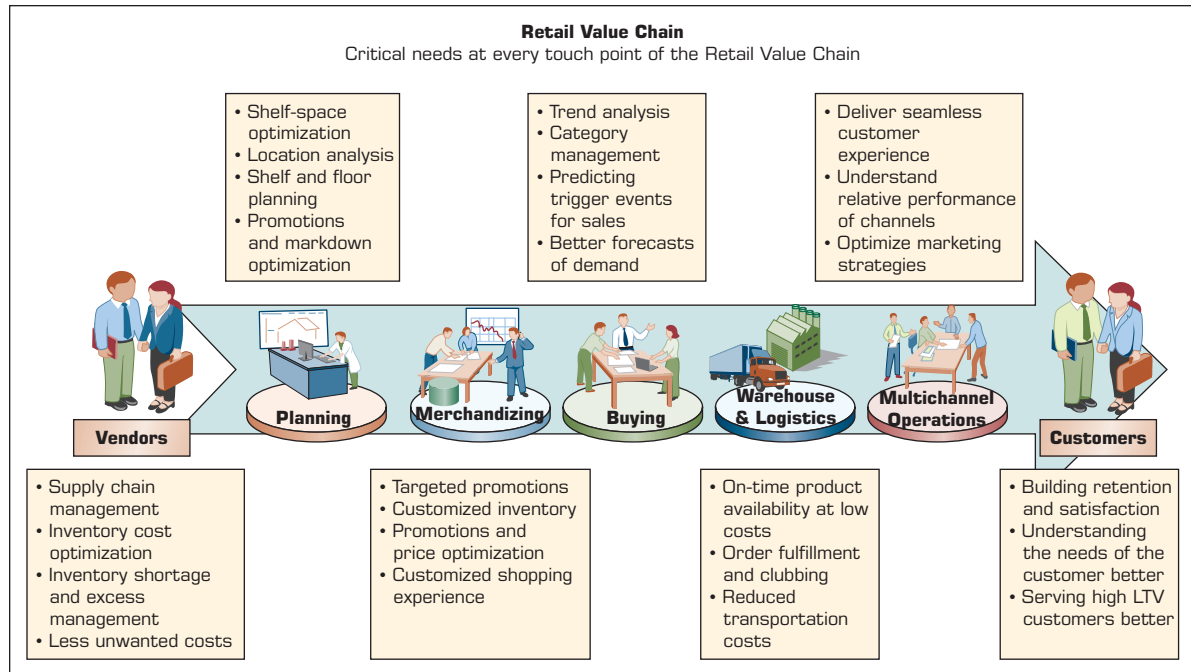 Retail Value Chain
Critical needs at every touch point of the Retail Value Chain
• Shelf-space
optimization
• Location analysis
• Shelf and floor
planning
• Promotions
and markdown
optimization
• Trend analysis
• Category
management
• Predicting
trigger events
for sales
• Better forecasts
of demand
• Deliver seamless
customer
experience
• Understand
relative performance
of channels
• Optimize marketing
strategies
Vendors
Planning
Merchandizing
Buying
Warehouse
& Logistics
Multichannel
Operations
Customers
• Supply chain
management
• Inventory cost
optimization
• Inventory shortage
and excess
management
• Less unwanted costs
• Targeted promotions
• Customized inventory
• Promotions and
price optimization
• Customized shopping
experience
• On-time product
availability at low
costs
• Order fulfillment
and clubbing
• Reduced
transportation
costs
• Building retention
and satisfaction
• Understanding
the needs of the
customer better
• Serving high LTV
customers better